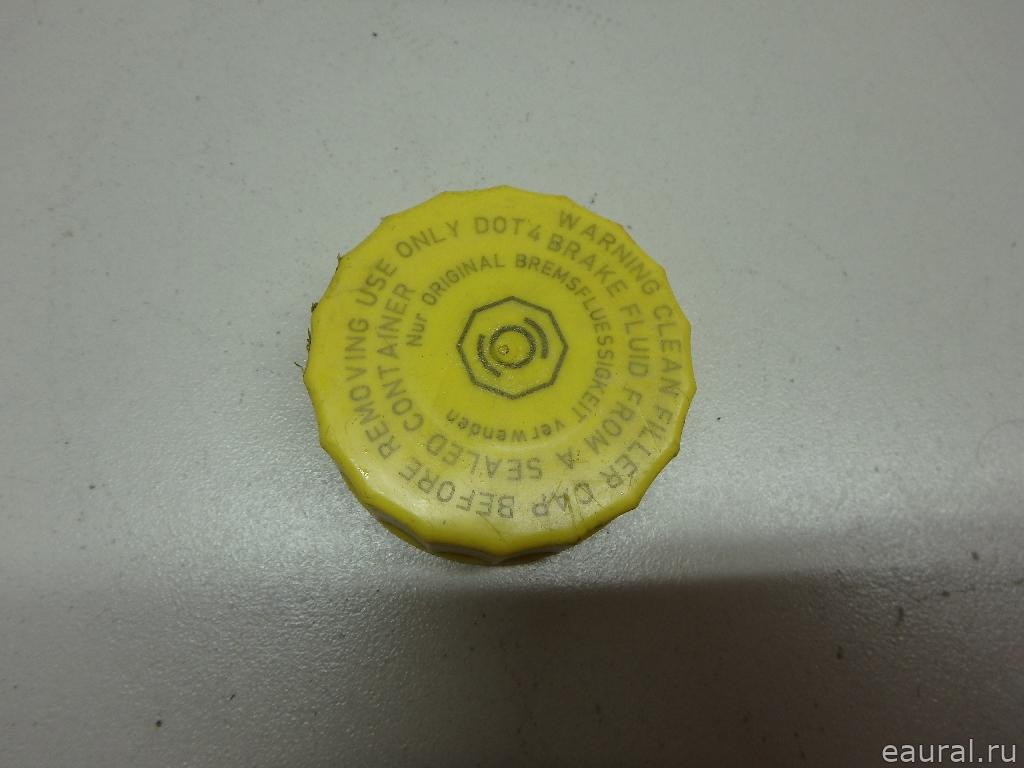 WARNING CLEAN FILLER CAP BEFORE REMOVING USE ONLY DOT4 BRAKE FLUID FROM A SEALED CONTAINER
Nur ORIGINAL BREMSFLUESSIGKEIT verwenden
eaural.ru